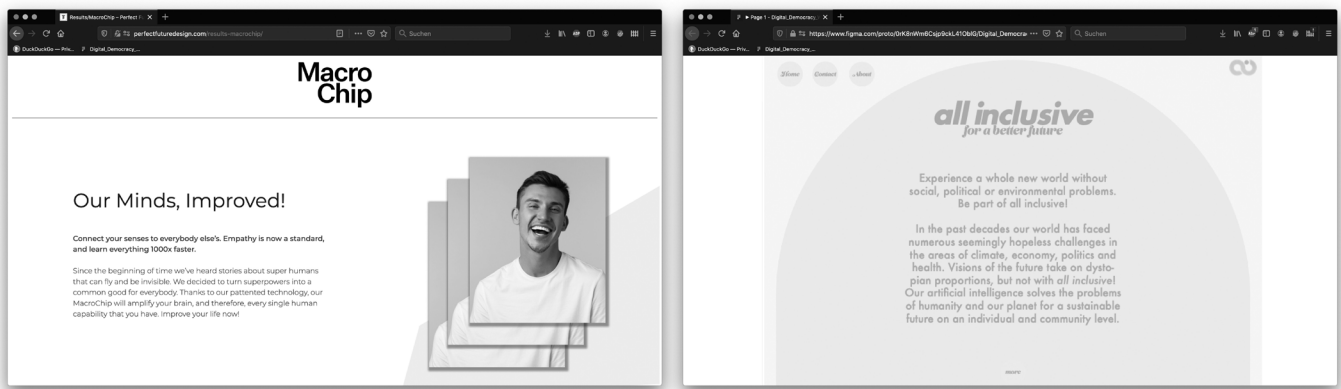 Results/MacroChip – Perfect Fu
perfectfuturedesign.com/results-macrochip/
Suchen
DuckDuckGo — Priv...
Digital_Democracy_...
Macro
Chip
Our Minds, Improved!
Connect your senses to everybody else's. Empathy is now a standard,
and learn everything 1000x faster.
Since the beginning of time we've heard stories about super humans
that can fly and be invisible. We decided to turn superpowers into a
common good for everybody. Thanks to our pattented technology, our
MacroChip will amplify your brain, and therefore, every single human
capability that you have. Improve your life now!
Page 1 – Digital_Democracy_
Suchen
DuckDuckGo — Priv...
Digital_Democracy_...
Home
Contact
About
all inclusive
for a better future
Experience a whole new world without
social, political or environmental problems.
Be part of all inclusive!
In the past decades our world has faced
numerous seemingly hopeless challenges in
the areas of climate, economy, politics and
health. Visions of the future take on dysto-
pian proportions, but not with all inclusive!
Our artificial intelligence solves the problems
of humanity and our planet for a sustainable
future on an individual and community level.
more